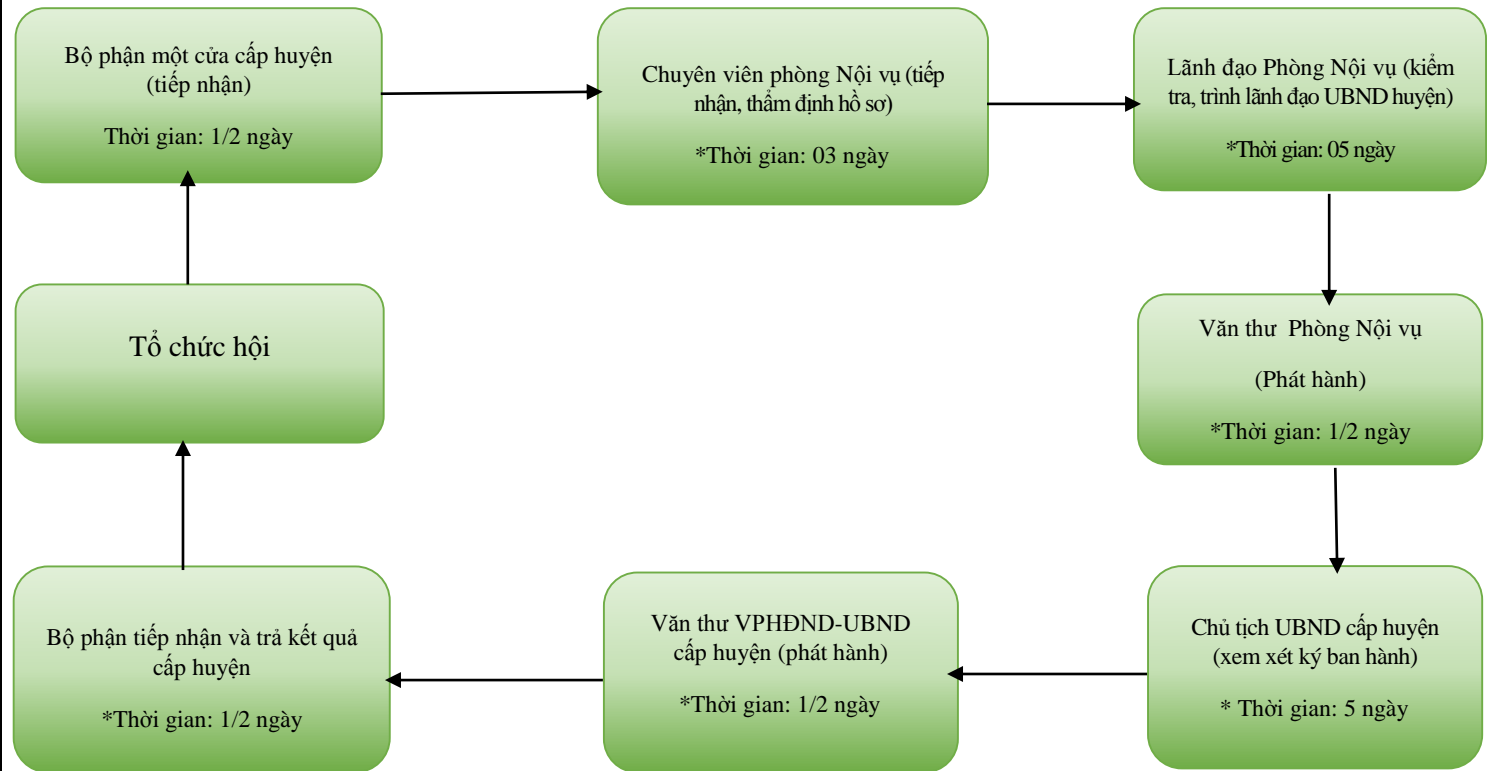 Bộ phận một cửa cấp huyện
(tiếp nhận)
Thời gian: 1/2 ngày
Chuyên viên phòng Nội vụ (tiếp
nhận, thẩm định hồ sơ)
*Thời gian: 03 ngày
Lãnh đạo Phòng Nội vụ (kiểm
tra, trình lãnh đạo UBND huyện)
*Thời gian: 05 ngày
Tổ chức hội
Văn thư Phòng Nội vụ
(Phát hành)
*Thời gian: 1/2 ngày
Bộ phận tiếp nhận và trả kết quả
cấp huyện
*Thời gian: 1/2 ngày
Văn thư VPHĐND-UBND
cấp huyện (phát hành)
*Thời gian: 1/2 ngày
Chủ tịch UBND cấp huyện
(xem xét ký ban hành)
* Thời gian: 5 ngày